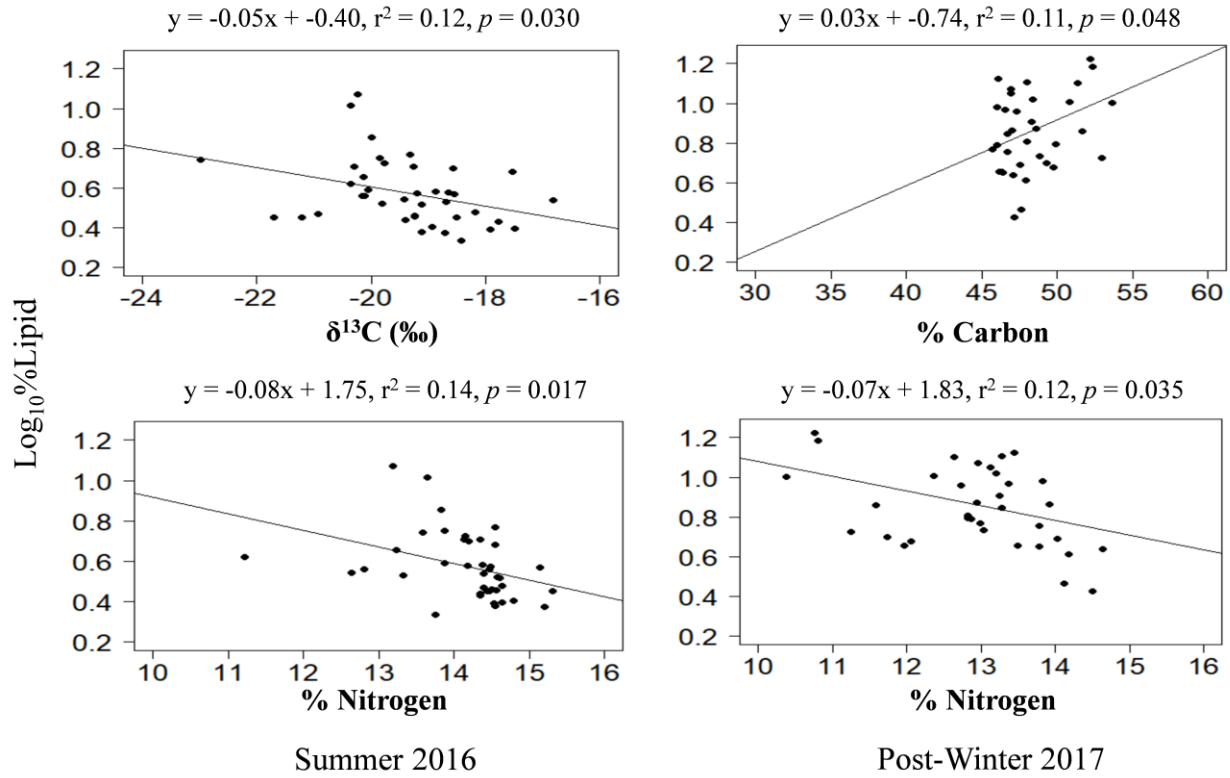 y = -0.05x + -0.40, r² = 0.12, p = 0.030
y = 0.03x + -0.74, r² = 0.11, p = 0.048
1.2
1.0
0.8
0.6
0.4
0.2
-24 -22 -20 -18 -16
δ¹³C (‰)
1.2
1.0
0.8
0.6
0.4
0.2
30 35 40 45 50 55 60
% Carbon
Log₁₀%Lipid
y = -0.08x + 1.75, r² = 0.14, p = 0.017
y = -0.07x + 1.83, r² = 0.12, p = 0.035
1.2
1.0
0.8
0.6
0.4
0.2
10 11 12 13 14 15 16
% Nitrogen
1.2
1.0
0.8
0.6
0.4
0.2
10 11 12 13 14 15 16
% Nitrogen
Summer 2016
Post-Winter 2017